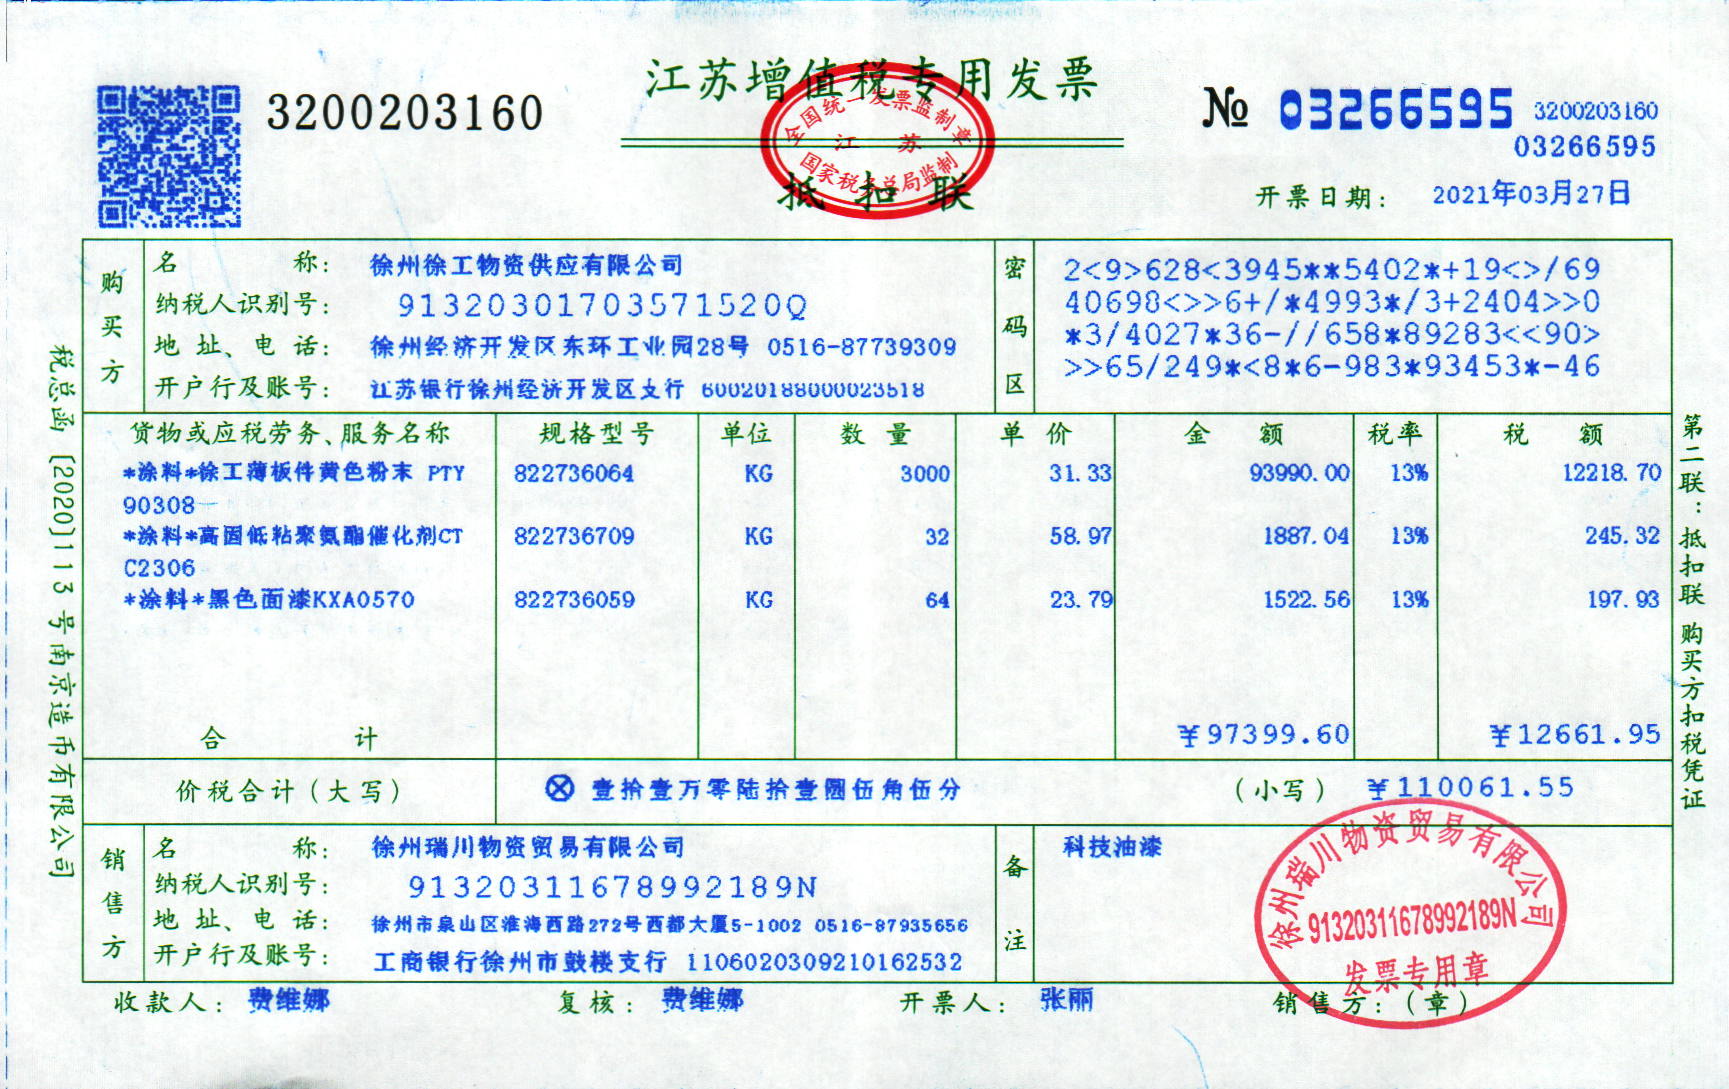 江苏增值税专用发票
全国统一发票监制章
江 苏
国家税务总局监制
抵扣联
3200203160
№ 03266595 3200203160
03266595
开票日期: 2021年03月27日
购买方
名 称: 徐州徐工物资供应有限公司
纳税人识别号: 91320301703571520Q
地 址、电 话: 徐州经济开发区东环工业园28号 0516-87739309
开户行及账号: 江苏银行徐州经济开发区支行 60020188000023518
密码区
2<9>628<3945**5402*+19<>/69
40698<>>6+/*4993*/3+2404>>0
*3/4027*36-//658*89283<<90>
>>65/249*<8*6-983*93453*-46
货物或应税劳务、服务名称 规格型号 单位 数 量 单 价 金 额 税率 税 额
*涂料*徐工薄板件黄色粉末 PTY 822736064 KG 3000 31.33 93990.00 13% 12218.70
90308
*涂料*高固低粘聚氨酯催化剂CT 822736709 KG 32 58.97 1887.04 13% 245.32
C2306
*涂料*黑色面漆KXA0570 822736059 KG 64 23.79 1522.56 13% 197.93
合 计 ¥97399.60 ¥12661.95
价税合计(大写) ⊗壹拾壹万零陆拾壹圆伍角伍分 (小写) ¥110061.55
销售方
名 称: 徐州瑞川物资贸易有限公司
纳税人识别号: 91320311678992189N
地 址、电 话: 徐州市泉山区淮海西路272号西都大厦5-1002 0516-87935656
开户行及账号: 工商银行徐州市鼓楼支行 1106020309210162532
备注
科技油漆
徐州瑞川物资贸易有限公司
91320311678992189N
发票专用章
收款人: 费维娜 复核: 费维娜 开票人: 张丽 销售方:(章)
税总函〔2020〕113号南京造币有限公司
第二联:抵扣联 购买方扣税凭证